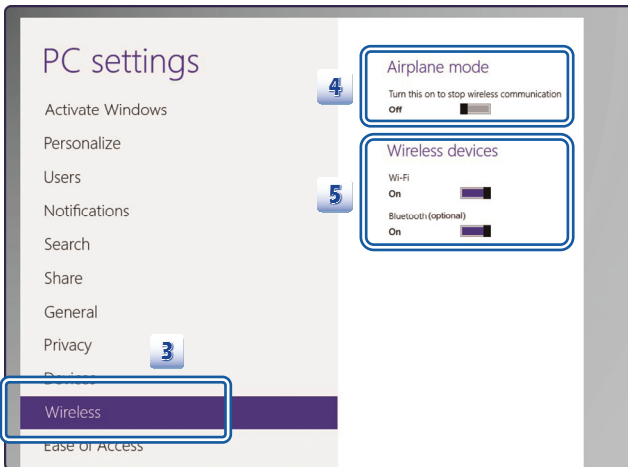 PC settings
Activate Windows
Personalize
Users
Notifications
Search
Share
General
Privacy
3
Devices
Wireless
Ease of Access
4
Airplane mode
Turn this on to stop wireless communication
Off
5
Wireless devices
Wi-Fi
On
Bluetooth (optional)
On